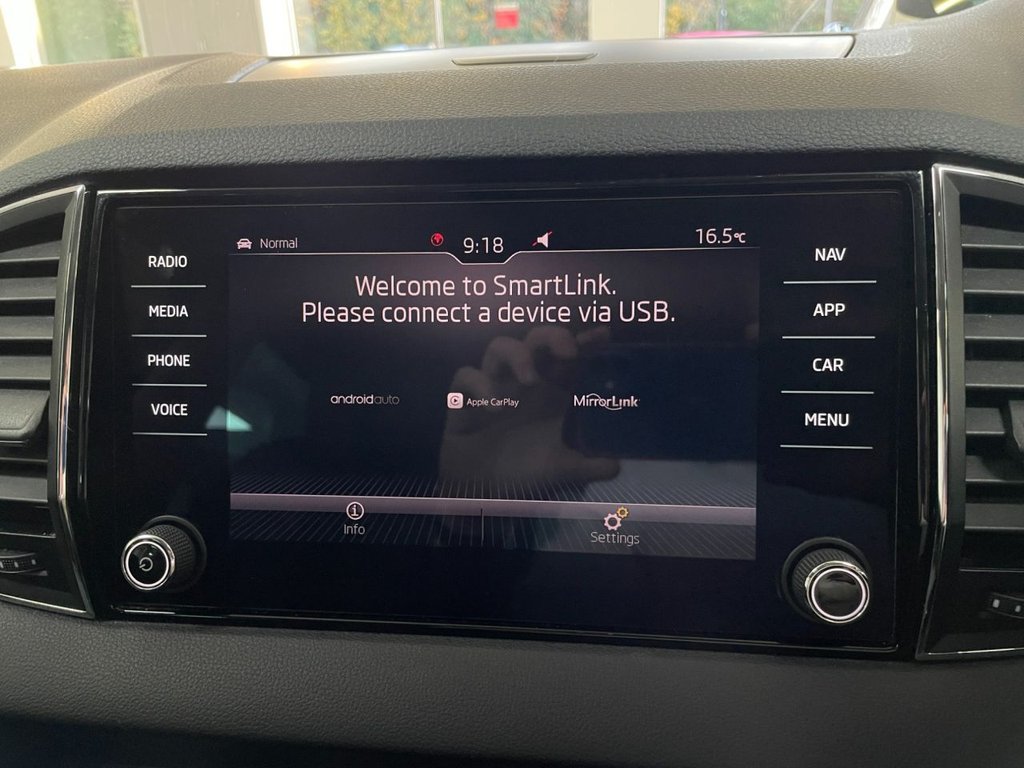 Normal
9:18
16.5°C
RADIO
MEDIA
PHONE
VOICE
Welcome to SmartLink.
Please connect a device via USB.
androidauto
Apple CarPlay
MirrorLink
Info
Settings
NAV
APP
CAR
MENU